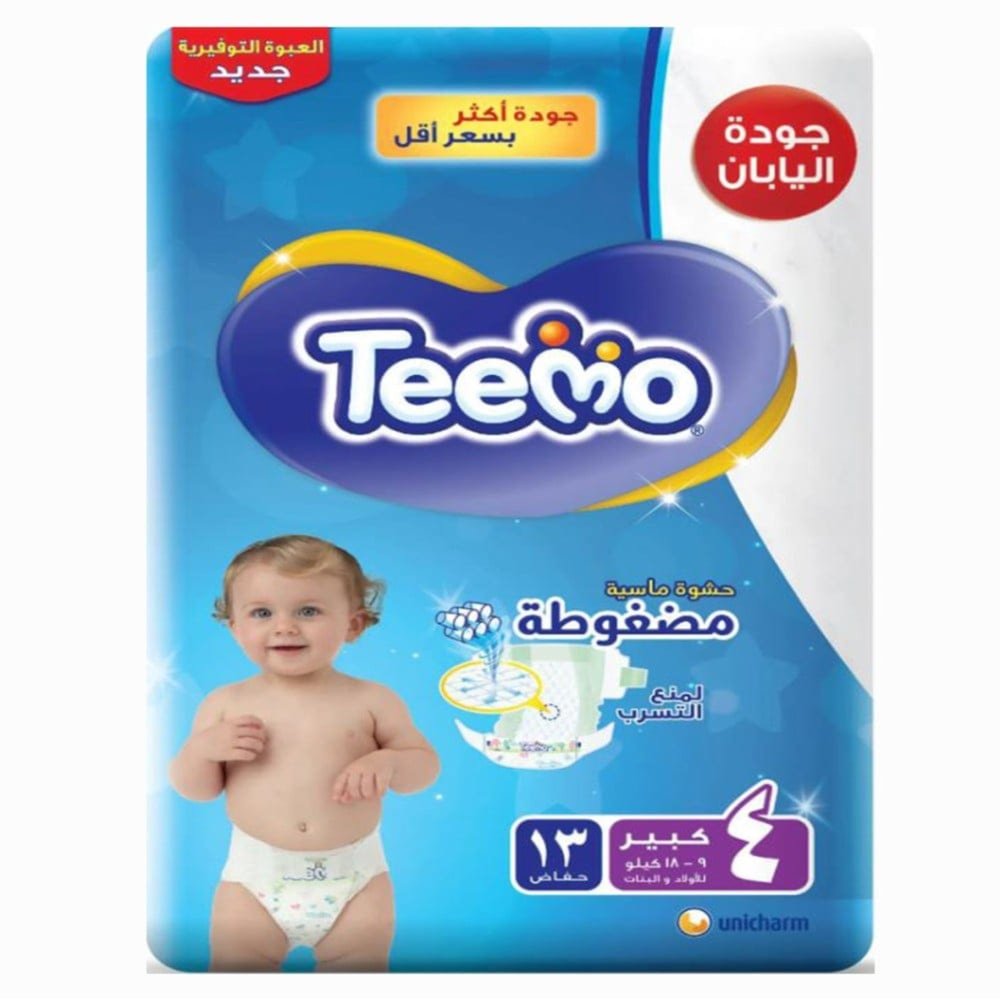 العبوة التوفيرية
جديد
جودة أكثر
بسعر أقل
جودة
اليابان
Teemo
®
حشوة ماسية
مضغوطة
لمنع
التسرب
Teemo
٤
كبير
٩ - ١٨ كيلو
للأولاد و البنات
١٣
حفاض
unicharm